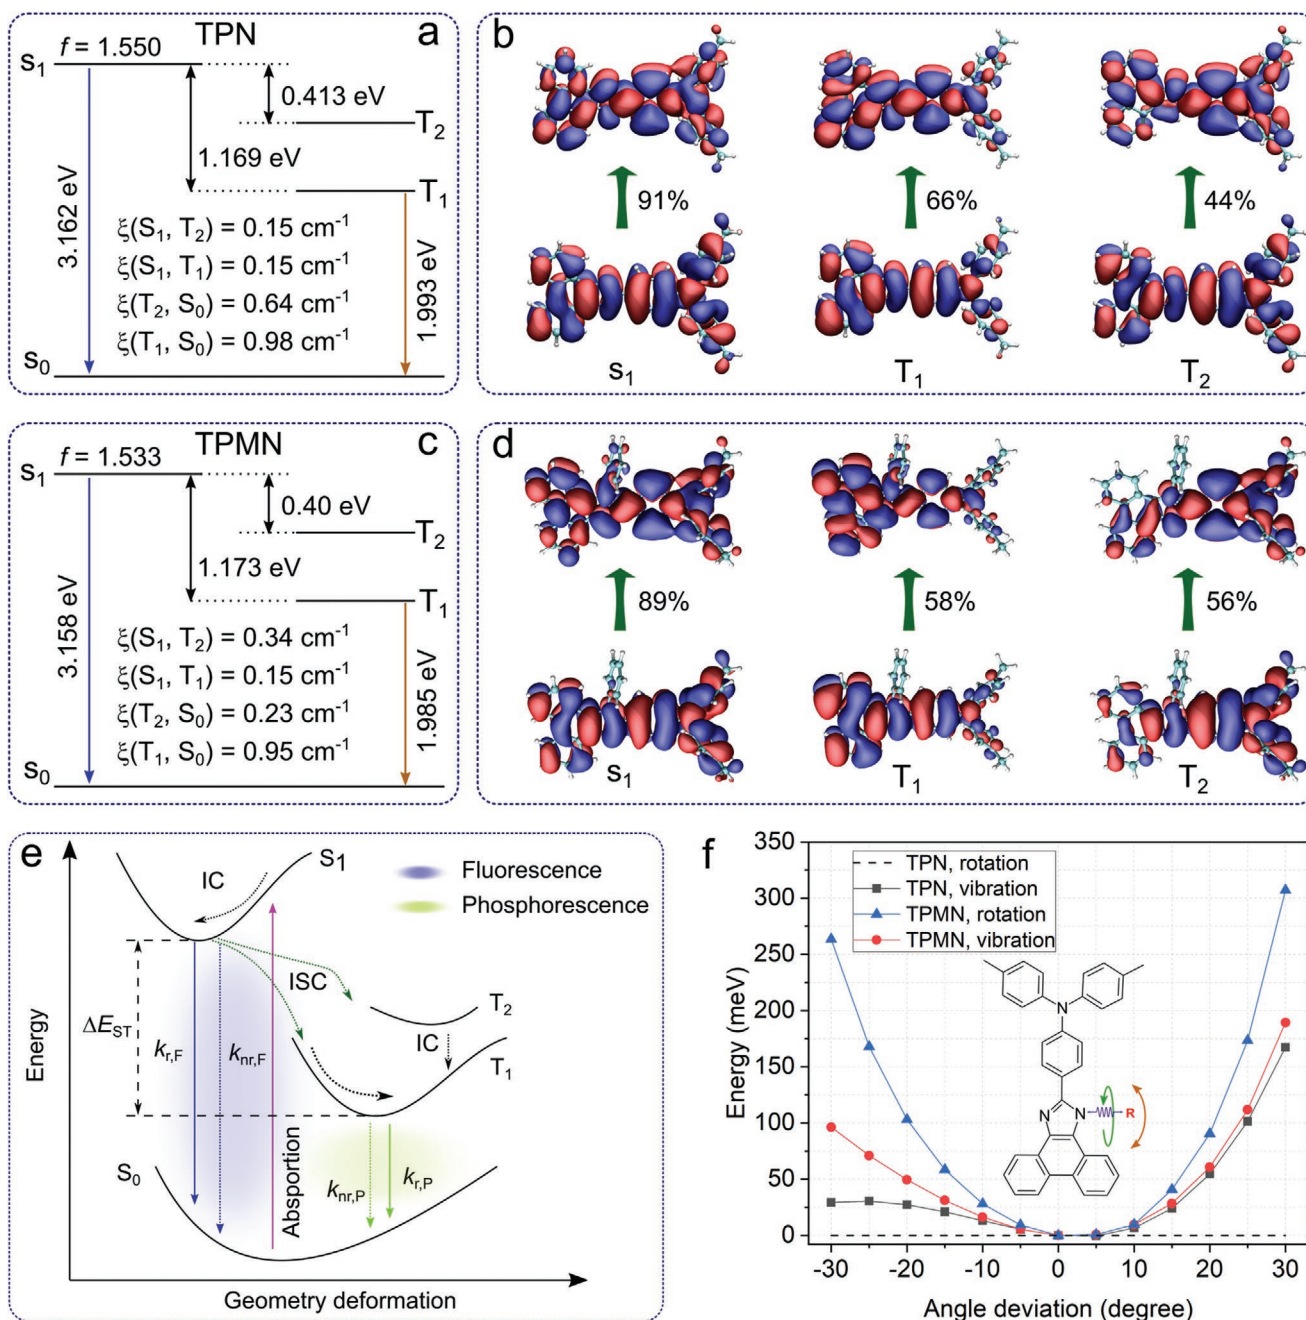 TPN
a
f = 1.550
S1
0.413 eV
T2
1.169 eV
T1
3.162 eV
ξ(S1, T2) = 0.15 cm-1
ξ(S1, T1) = 0.15 cm-1
ξ(T2, S0) = 0.64 cm-1
ξ(T1, S0) = 0.98 cm-1
1.993 eV
S0
b
91%
66%
44%
S1
T1
T2
TPMN
c
f = 1.533
S1
0.40 eV
T2
1.173 eV
T1
3.158 eV
ξ(S1, T2) = 0.34 cm-1
ξ(S1, T1) = 0.15 cm-1
ξ(T2, S0) = 0.23 cm-1
ξ(T1, S0) = 0.95 cm-1
1.985 eV
S0
d
89%
58%
56%
S1
T1
T2
e
S1
IC
Fluorescence
Phosphorescence
ISC
T2
ΔEST
IC
kr,F
knr,F
T1
Energy
S0
Absportion
knr,P
kr,P
Geometry deformation
f
350
300
250
200
150
100
50
0
Energy (meV)
TPN, rotation
TPN, vibration
TPMN, rotation
TPMN, vibration
N
N
N
R
-30
-20
-10
0
10
20
30
Angle deviation (degree)